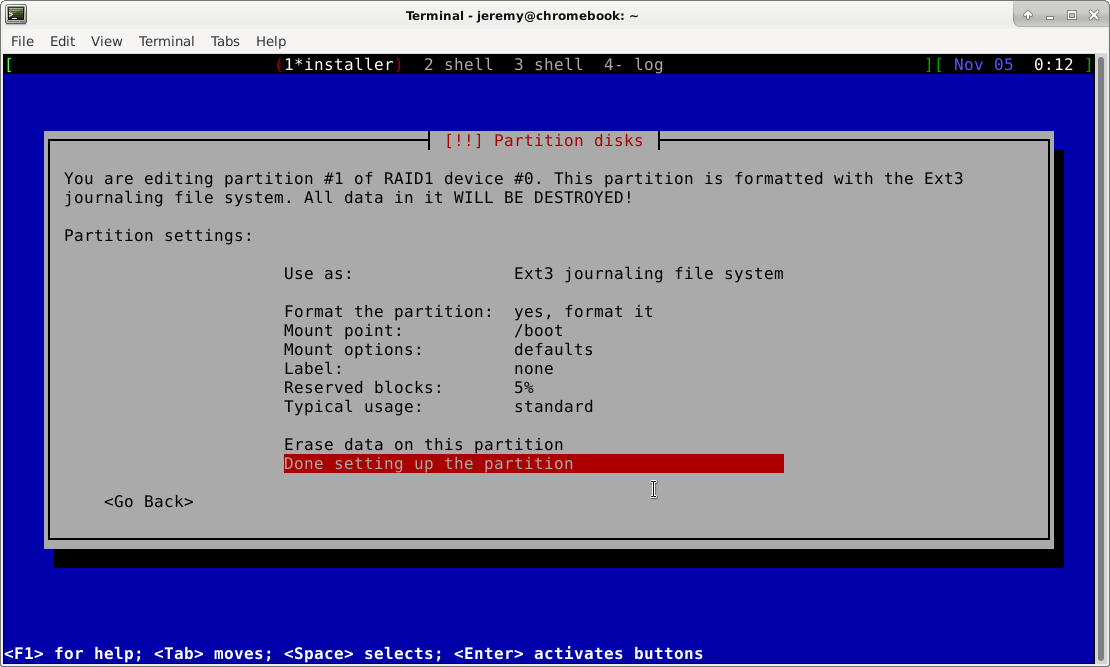 Terminal - jeremy@chromebook: ~
File Edit View Terminal Tabs Help
[ (1*installer) 2 shell 3 shell 4- log ][ Nov 05 0:12 ]
[!!] Partition disks
You are editing partition #1 of RAID1 device #0. This partition is formatted with the Ext3
journaling file system. All data in it WILL BE DESTROYED!
Partition settings:
Use as: Ext3 journaling file system
Format the partition: yes, format it
Mount point: /boot
Mount options: defaults
Label: none
Reserved blocks: 5%
Typical usage: standard
Erase data on this partition
Done setting up the partition
<Go Back>
<F1> for help; <Tab> moves; <Space> selects; <Enter> activates buttons